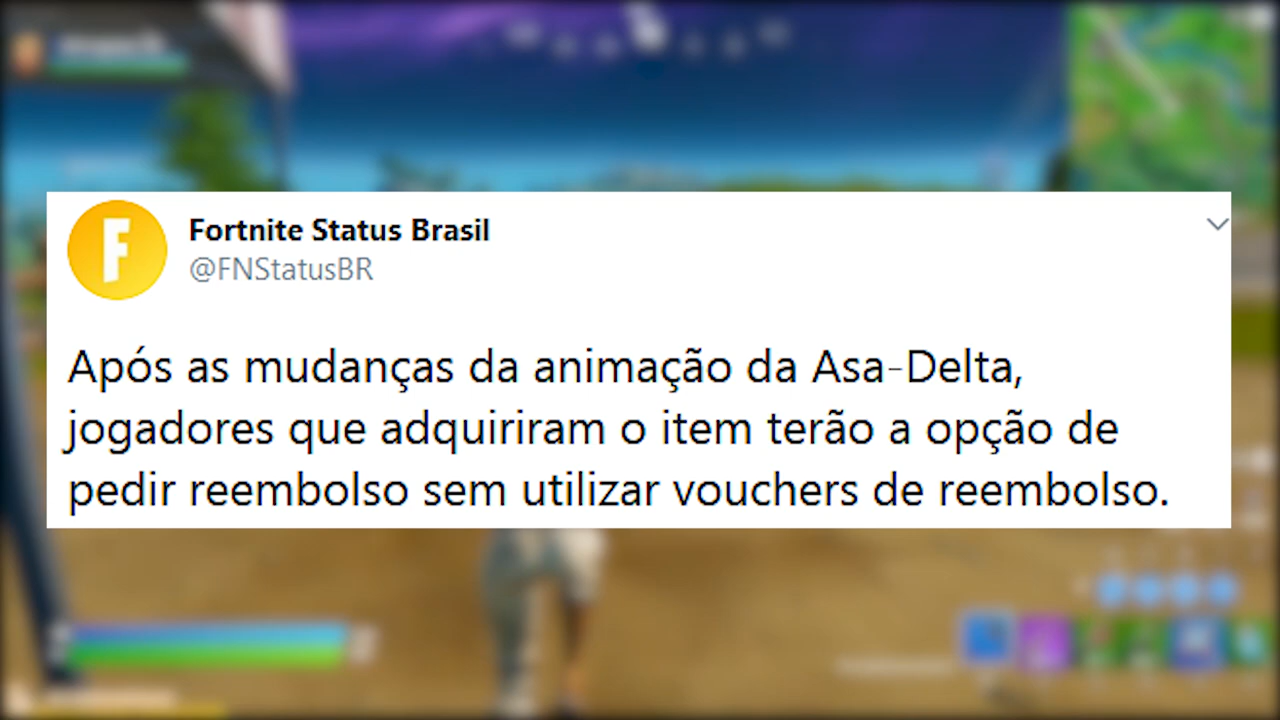 F
Fortnite Status Brasil
@FNStatusBR
Após as mudanças da animação da Asa-Delta,
jogadores que adquiriram o item terão a opção de
pedir reembolso sem utilizar vouchers de reembolso.